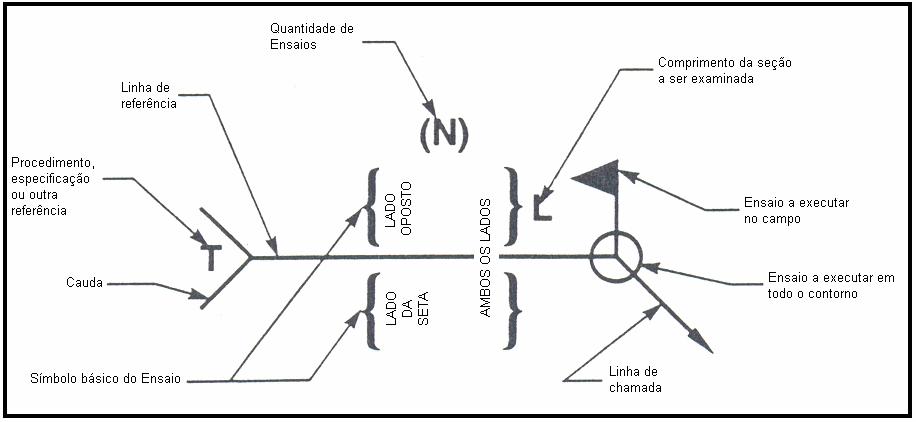 Quantidade de
Ensaios
Comprimento da seção
a ser examinada
Linha de
referência
(N)
Procedimento,
especificação
ou outra
referência
LADO
OPOSTO
AMBOS OS LADOS
L
Ensaio a executar
no campo
T
Cauda
LADO
DA
SETA
Ensaio a executar em
todo o contorno
Símbolo básico do Ensaio
Linha de
chamada